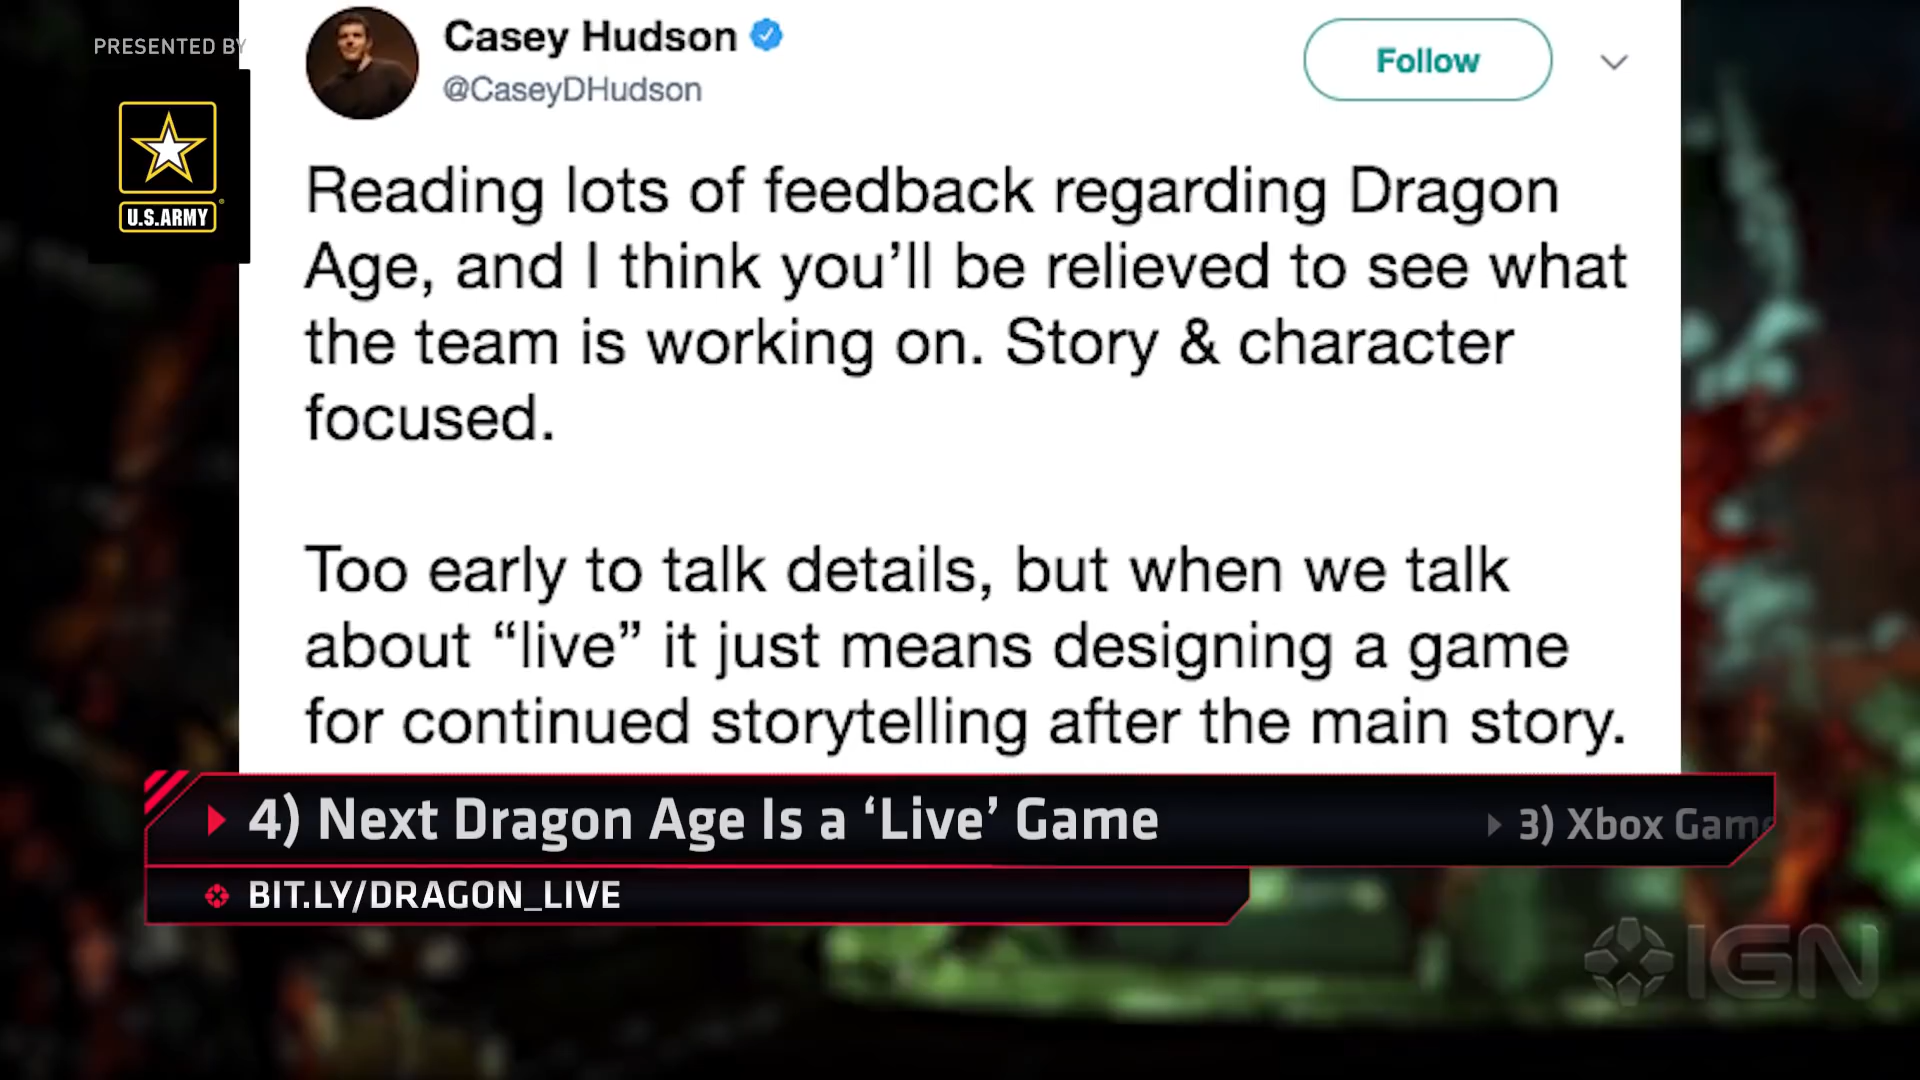 PRESENTED BY
U.S.ARMY
Casey Hudson
@CaseyDHudson
Follow
Reading lots of feedback regarding Dragon
Age, and I think you’ll be relieved to see what
the team is working on. Story & character
focused.
Too early to talk details, but when we talk
about “live” it just means designing a game
for continued storytelling after the main story.
4) Next Dragon Age Is a ‘Live’ Game
3) Xbox Game
BIT.LY/DRAGON_LIVE
IGN